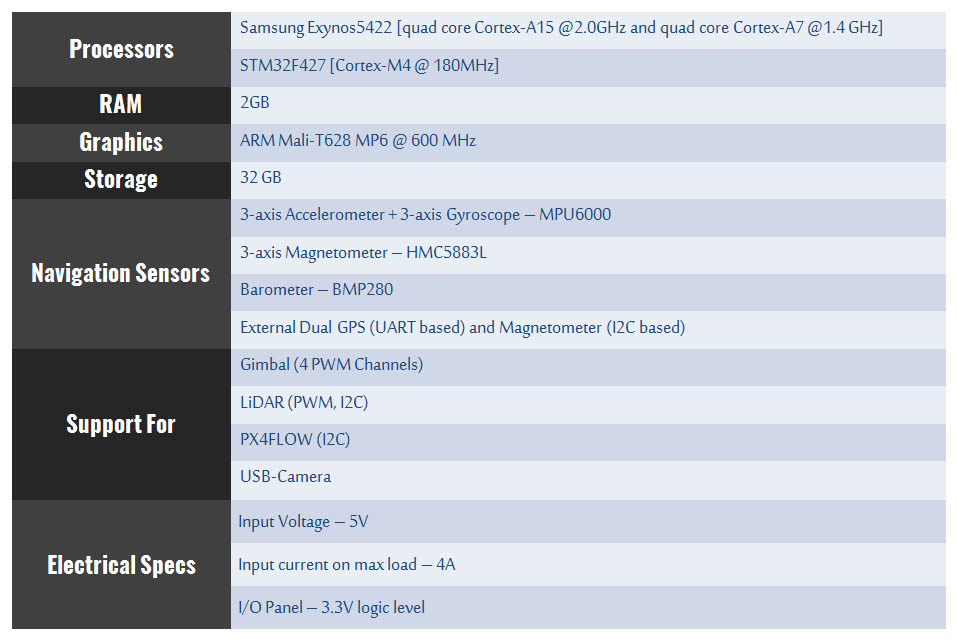 Processors
Samsung Exynos5422 [quad core Cortex-A15 @2.0GHz and quad core Cortex-A7 @1.4 GHz]
STM32F427 [Cortex-M4 @ 180MHz]
RAM
2GB
Graphics
ARM Mali-T628 MP6 @ 600 MHz
Storage
32 GB
Navigation Sensors
3-axis Accelerometer + 3-axis Gyroscope – MPU6000
3-axis Magnetometer – HMC5883L
Barometer – BMP280
External Dual GPS (UART based) and Magnetometer (I2C based)
Support For
Gimbal (4 PWM Channels)
LiDAR (PWM, I2C)
PX4FLOW (I2C)
USB-Camera
Electrical Specs
Input Voltage – 5V
Input current on max load – 4A
I/O Panel – 3.3V logic level